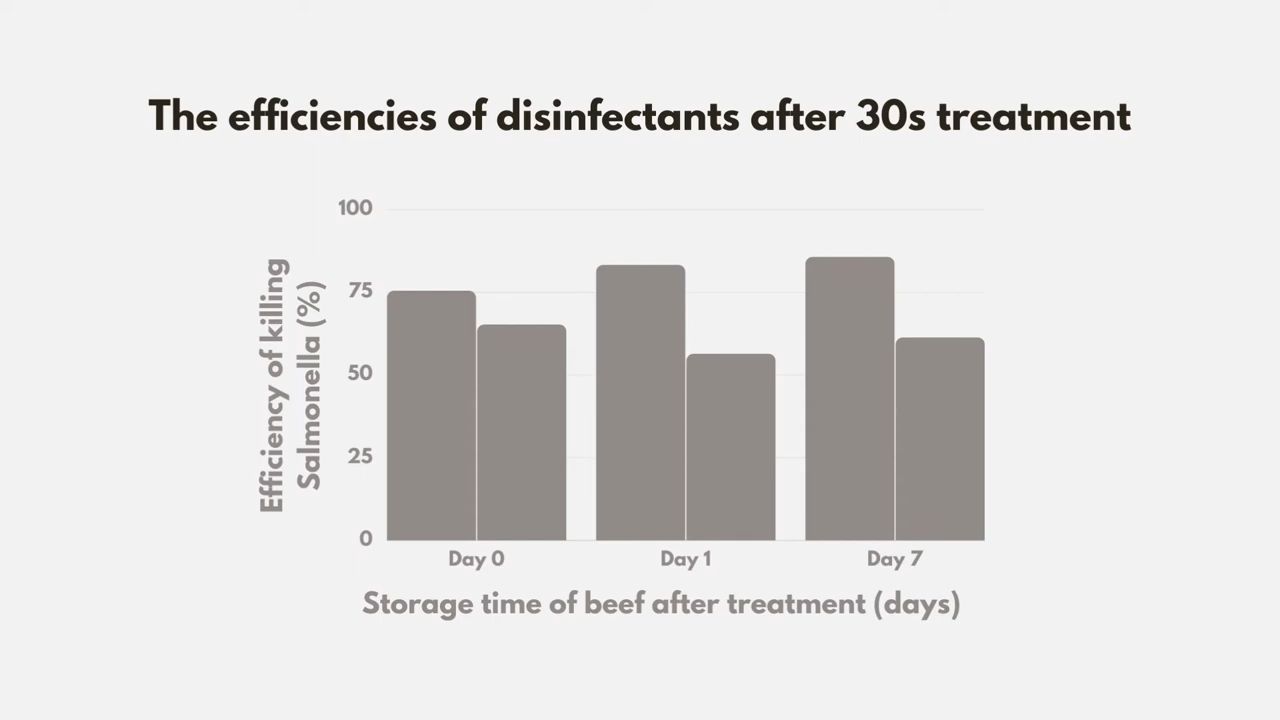 The efficiencies of disinfectants after 30s treatment
Efficiency of killing
Salmonella (%)
100
75
50
25
0
Day 0
Day 1
Day 7
Storage time of beef after treatment (days)